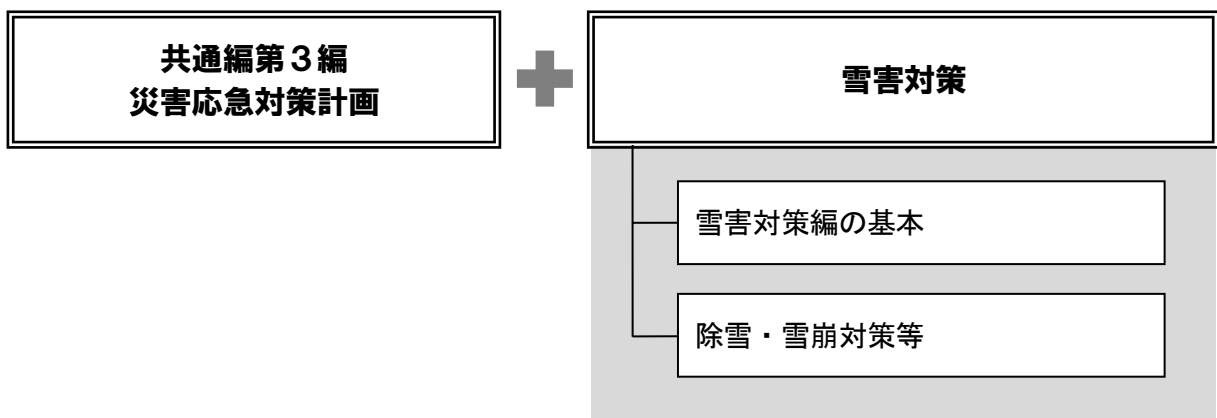 共通編第３編
災害応急対策計画
雪害対策
雪害対策編の基本
除雪・雪崩対策等